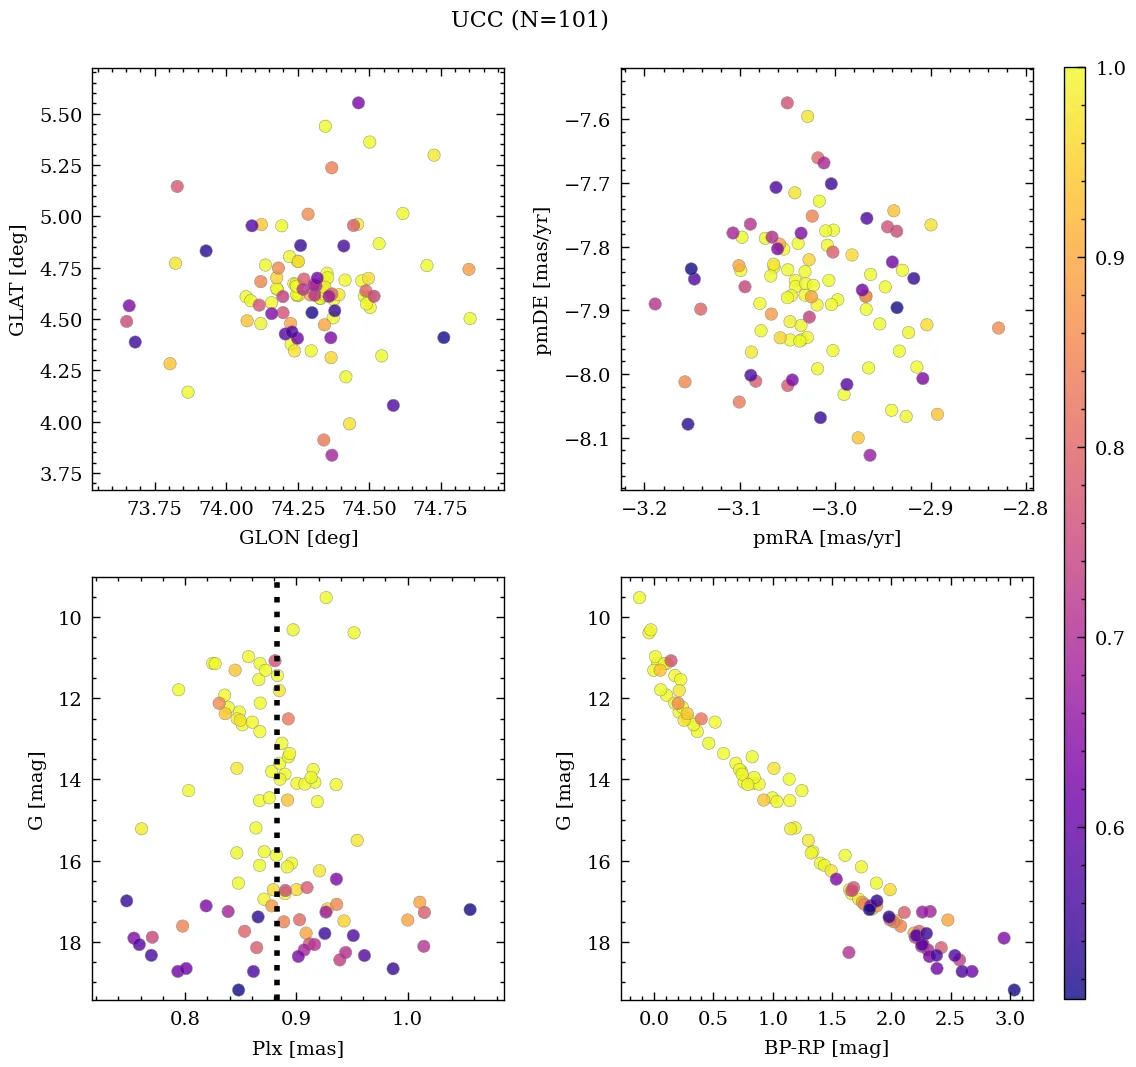 UCC (N=101)
5.50
5.25
5.00
4.75
4.50
4.25
4.00
3.75
GLAT [deg]
73.75 74.00 74.25 74.50 74.75
GLON [deg]
−7.6
−7.7
−7.8
−7.9
−8.0
−8.1
pmDE [mas/yr]
−3.2 −3.1 −3.0 −2.9 −2.8
pmRA [mas/yr]
10
12
14
16
18
G [mag]
0.8 0.9 1.0
Plx [mas]
10
12
14
16
18
G [mag]
0.0 0.5 1.0 1.5 2.0 2.5 3.0
BP-RP [mag]
1.0
0.9
0.8
0.7
0.6